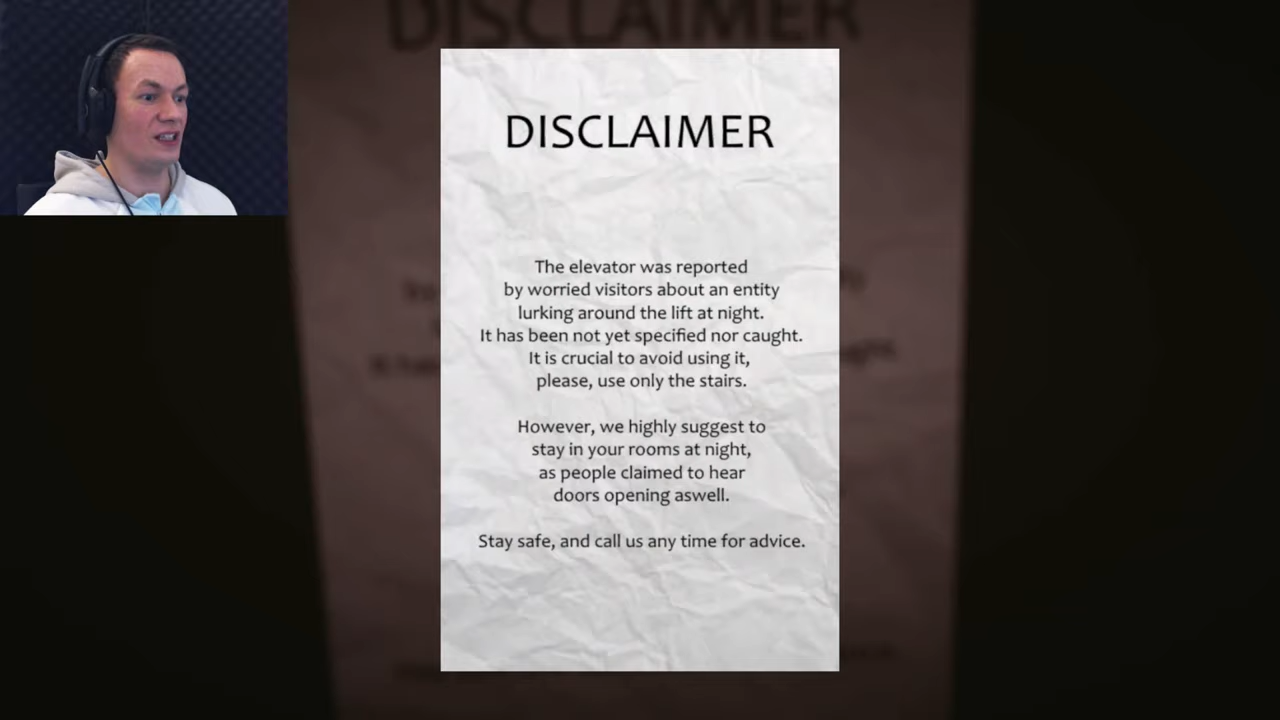 DISCLAIMER
The elevator was reported
by worried visitors about an entity
lurking around the lift at night.
It has been not yet specified nor caught.
It is crucial to avoid using it,
please, use only the stairs.
However, we highly suggest to
stay in your rooms at night,
as people claimed to hear
doors opening aswell.
Stay safe, and call us any time for advice.